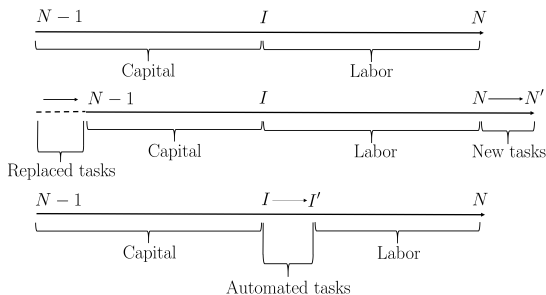 N − 1 I N
Capital Labor
N − 1 I N N′
Capital Labor New tasks
Replaced tasks
N − 1 I I′ N
Capital Labor
Automated tasks